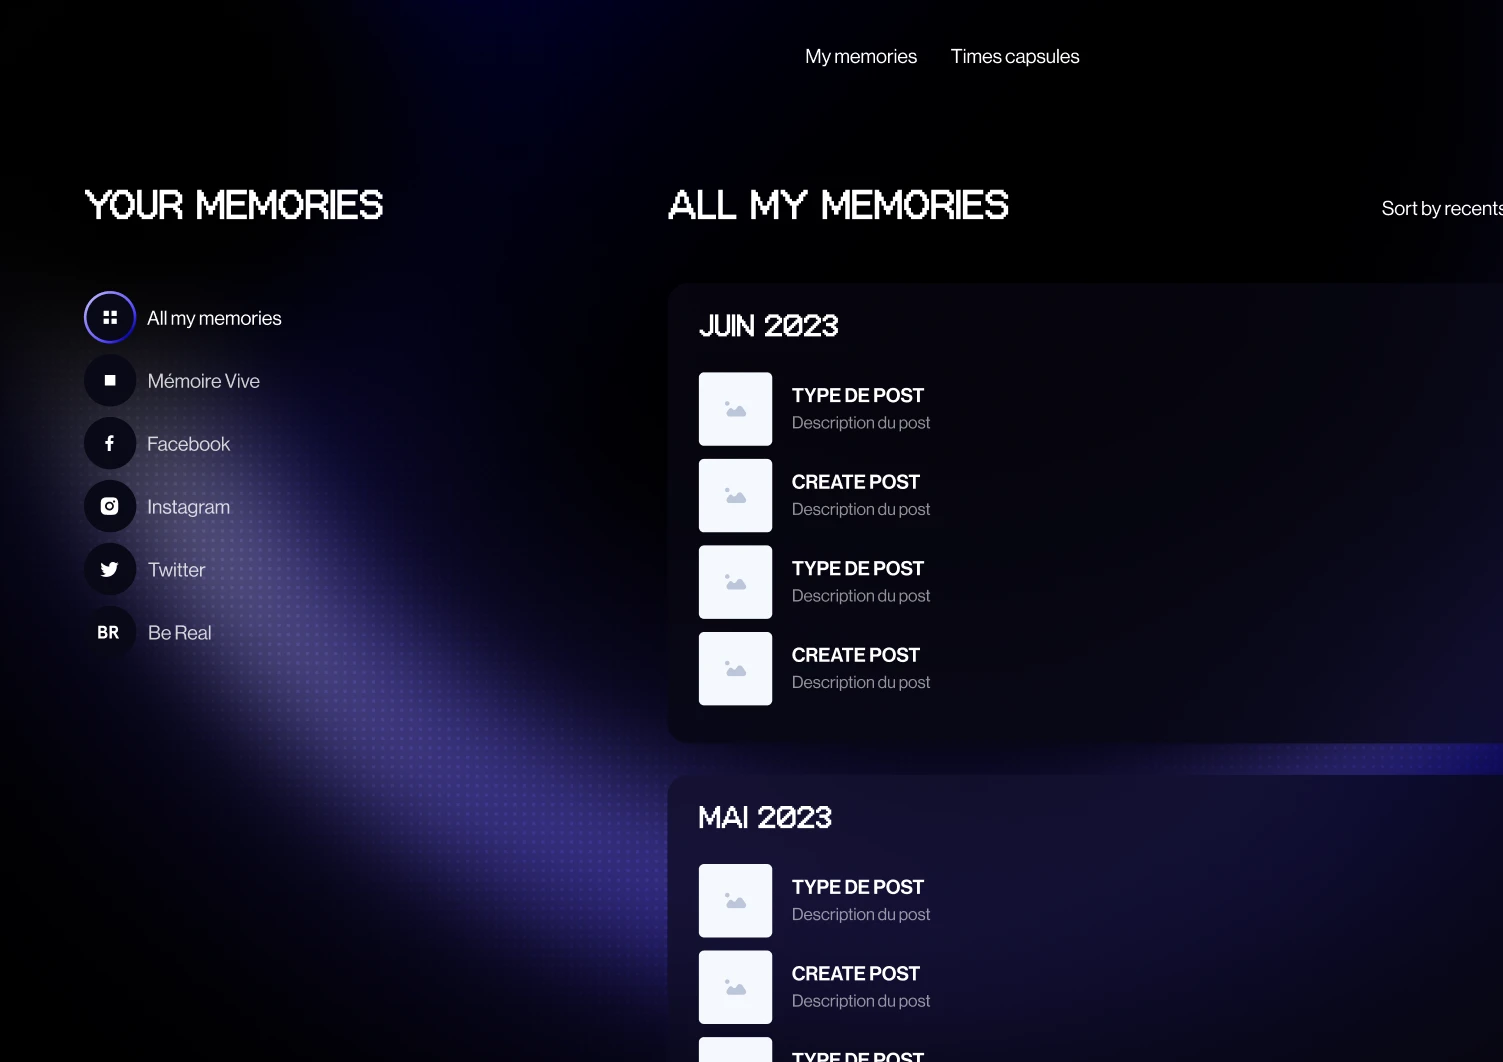 My memories Times capsules
YOUR MEMORIES
All my memories
Mémoire Vive
Facebook
Instagram
Twitter
BR Be Real
ALL MY MEMORIES
Sort by recents
JUIN 2023
TYPE DE POST
Description du post
CREATE POST
Description du post
TYPE DE POST
Description du post
CREATE POST
Description du post
MAI 2023
TYPE DE POST
Description du post
CREATE POST
Description du post
TYPE DE POST